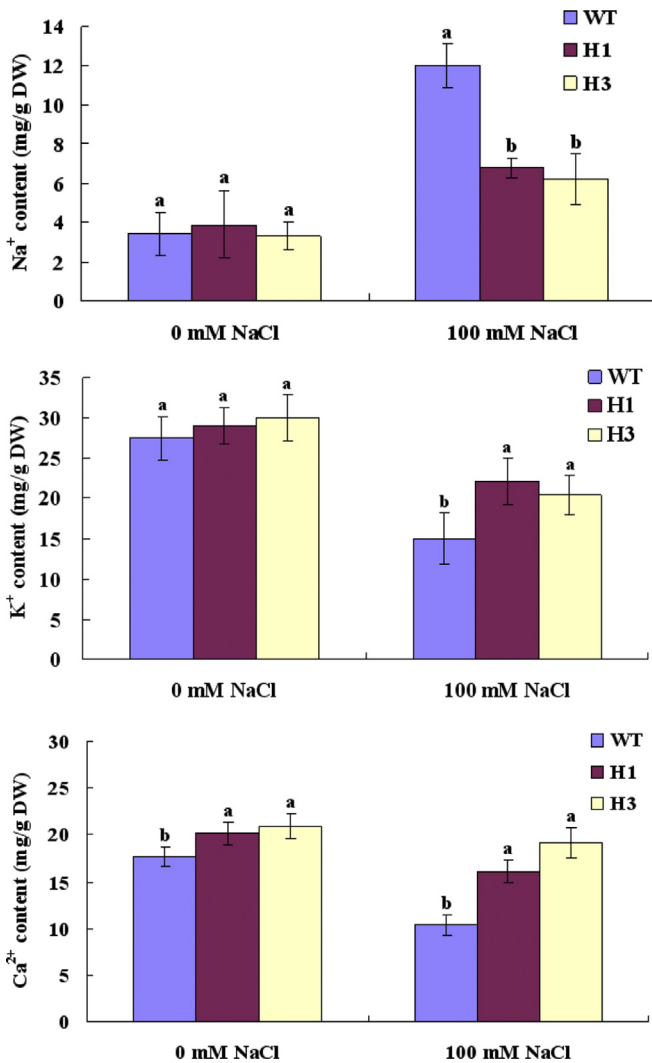 Na⁺ content (mg/g DW)
14
12
10
8
6
4
2
0
a
a
a
a
b
b
WT
H1
H3
0 mM NaCl
100 mM NaCl
K⁺ content (mg/g DW)
35
30
25
20
15
10
5
0
a
a
a
b
a
a
WT
H1
H3
0 mM NaCl
100 mM NaCl
Ca²⁺ content (mg/g DW)
30
25
20
15
10
5
0
b
a
a
b
a
a
WT
H1
H3
0 mM NaCl
100 mM NaCl